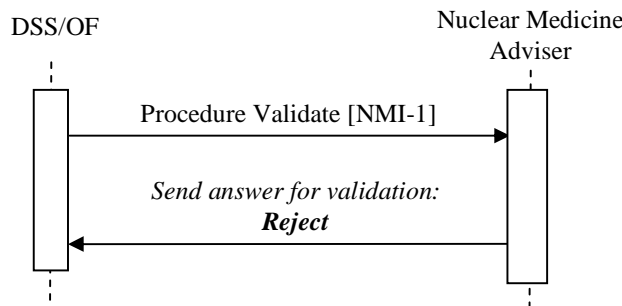 DSS/OF
Nuclear Medicine
Adviser
Procedure Validate [NMI-1]
Send answer for validation:
Reject